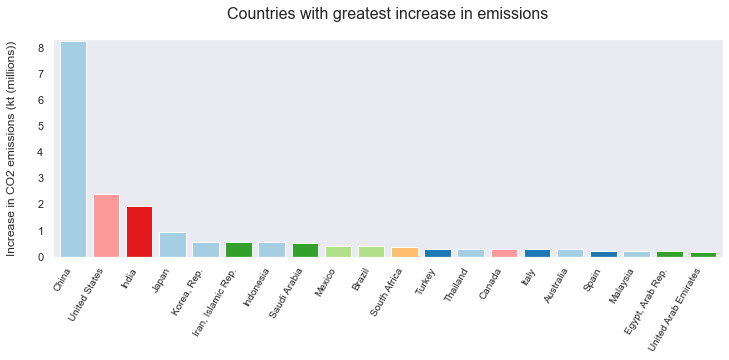 Countries with greatest increase in emissions
Increase in CO2 emissions (kt (millions))
8
7
6
5
4
3
2
1
0
China
United States
India
Japan
Korea, Rep.
Iran, Islamic Rep.
Indonesia
Saudi Arabia
Mexico
Brazil
South Africa
Turkey
Thailand
Canada
Italy
Australia
Spain
Malaysia
Egypt, Arab Rep.
United Arab Emirates